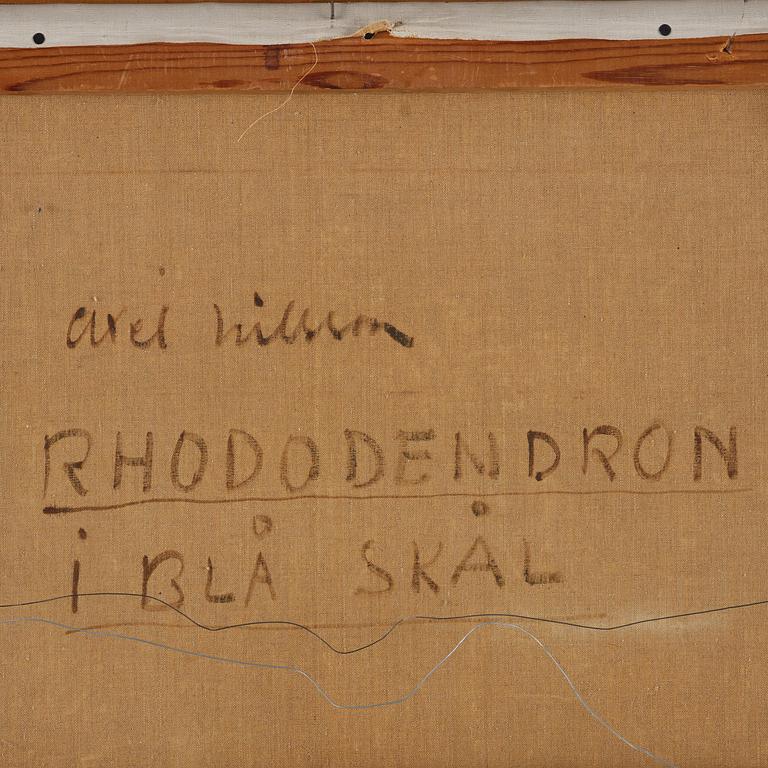 axel nilsson
RHODODENDRON
i BLÅ SKÅL